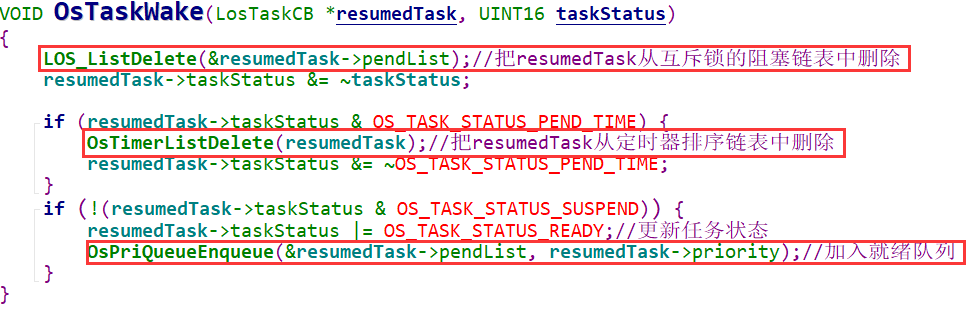 VOID OsTaskWake(LosTaskCB *resumedTask, UINT16 taskStatus)
{
LOS_ListDelete(&resumedTask->pendList);//把resumedTask从互斥锁的阻塞链表中删除
resumedTask->taskStatus &= ~taskStatus;
if (resumedTask->taskStatus & OS_TASK_STATUS_PEND_TIME) {
OsTimerListDelete(resumedTask);//把resumedTask从定时器排序链表中删除
resumedTask->taskStatus &= ~OS_TASK_STATUS_PEND_TIME;
}
if (!(resumedTask->taskStatus & OS_TASK_STATUS_SUSPEND)) {
resumedTask->taskStatus |= OS_TASK_STATUS_READY;//更新任务状态
OsPriQueueEnqueue(&resumedTask->pendList, resumedTask->priority);//加入就绪队列
}
}